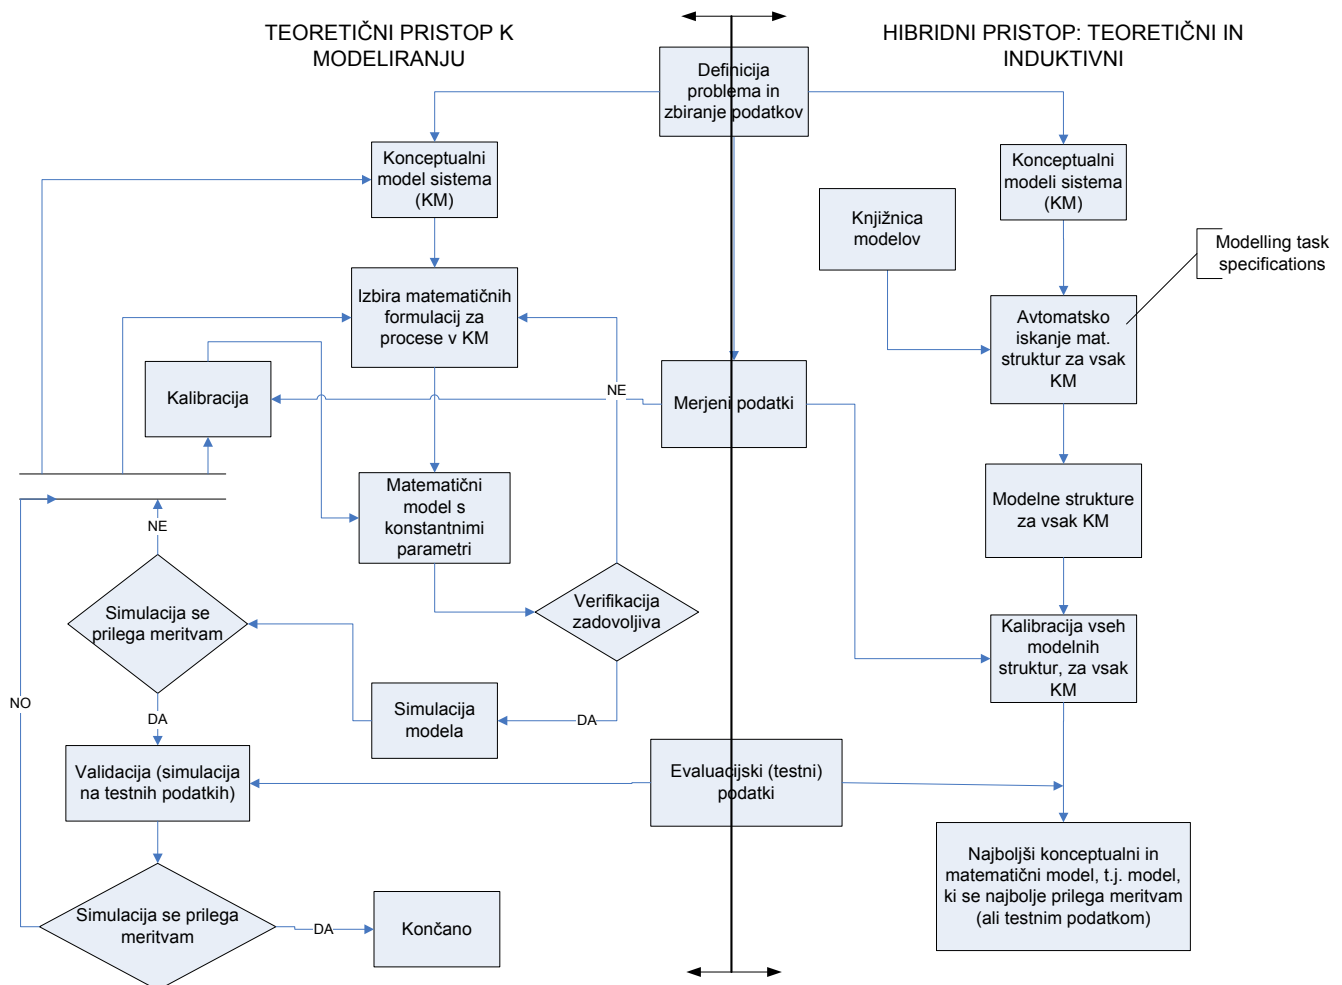 TEORETIČNI PRISTOP K
MODELIRANJU
HIBRIDNI PRISTOP: TEORETIČNI IN
INDUKTIVNI
Definicija
problema in
zbiranje podatkov
Konceptualni
model sistema
(KM)
Konceptualni
modeli sistema
(KM)
Knjižnica
modelov
Modelling task
specifications
Izbira matematičnih
formulacij za
procese v KM
Avtomatsko
iskanje mat.
struktur za vsak
KM
Kalibracija
NE
Merjeni podatki
Matematični
model s
konstantnimi
parametri
Modelne strukture
za vsak KM
NE
Simulacija se
prilega meritvam
Verifikacija
zadovoljiva
Kalibracija vseh
modelnih
struktur, za vsak
KM
NO
DA
Simulacija
modela
DA
Validacija (simulacija
na testnih podatkih)
Evaluacijski (testni)
podatki
Najboljši konceptualni in
matematični model, t.j. model,
ki se najbolje prilega meritvam
(ali testnim podatkom)
Simulacija se prilega
meritvam
DA
Končano